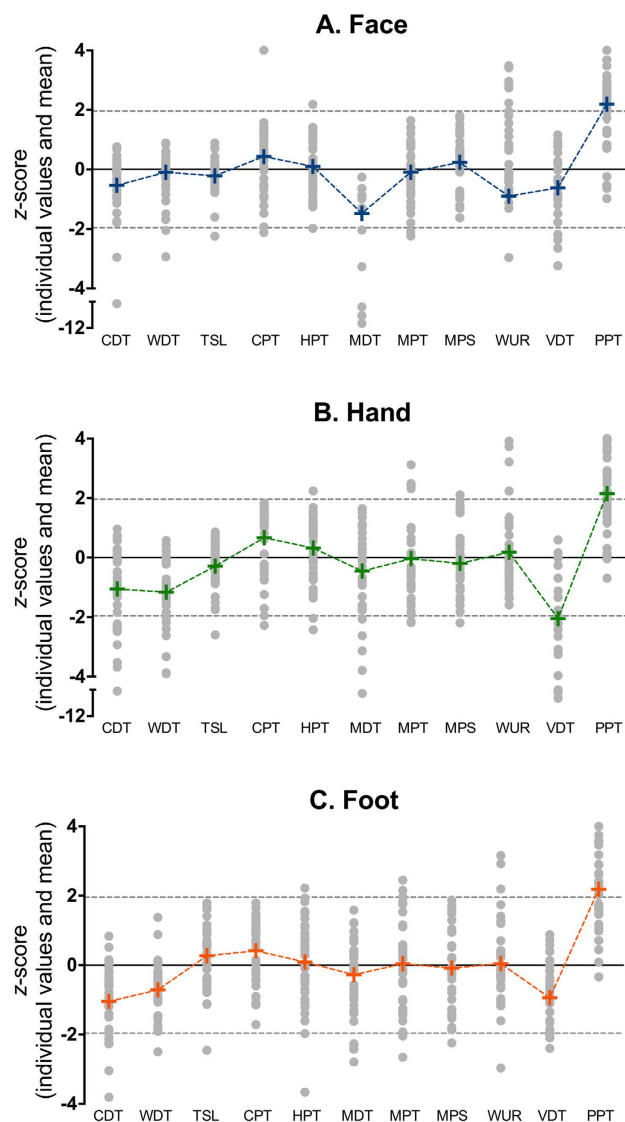 A. Face
z-score
(individual values and mean)
4
2
0
-2
-4
-12
CDT WDT TSL CPT HPT MDT MPT MPS WUR VDT PPT
B. Hand
z-score
(individual values and mean)
4
2
0
-2
-4
-12
CDT WDT TSL CPT HPT MDT MPT MPS WUR VDT PPT
C. Foot
z-score
(individual values and mean)
4
2
0
-2
-4
CDT WDT TSL CPT HPT MDT MPT MPS WUR VDT PPT